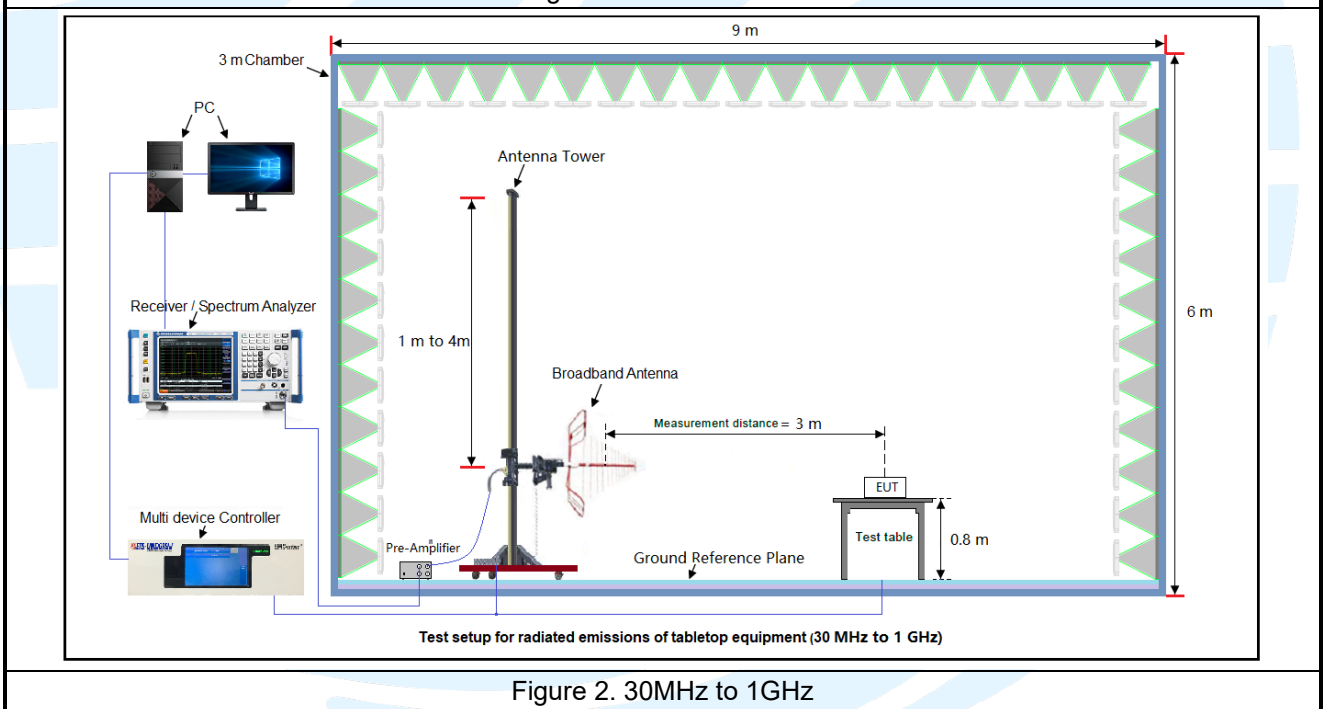 9 m
3 m Chamber
PC
Antenna Tower
Receiver / Spectrum Analyzer
1 m to 4m
6 m
Broadband Antenna
Measurement distance = 3 m
EUT
Multi device Controller
Pre-Amplifier
Test table
0.8 m
Ground Reference Plane
Test setup for radiated emissions of tabletop equipment (30 MHz to 1 GHz)
Figure 2. 30MHz to 1GHz